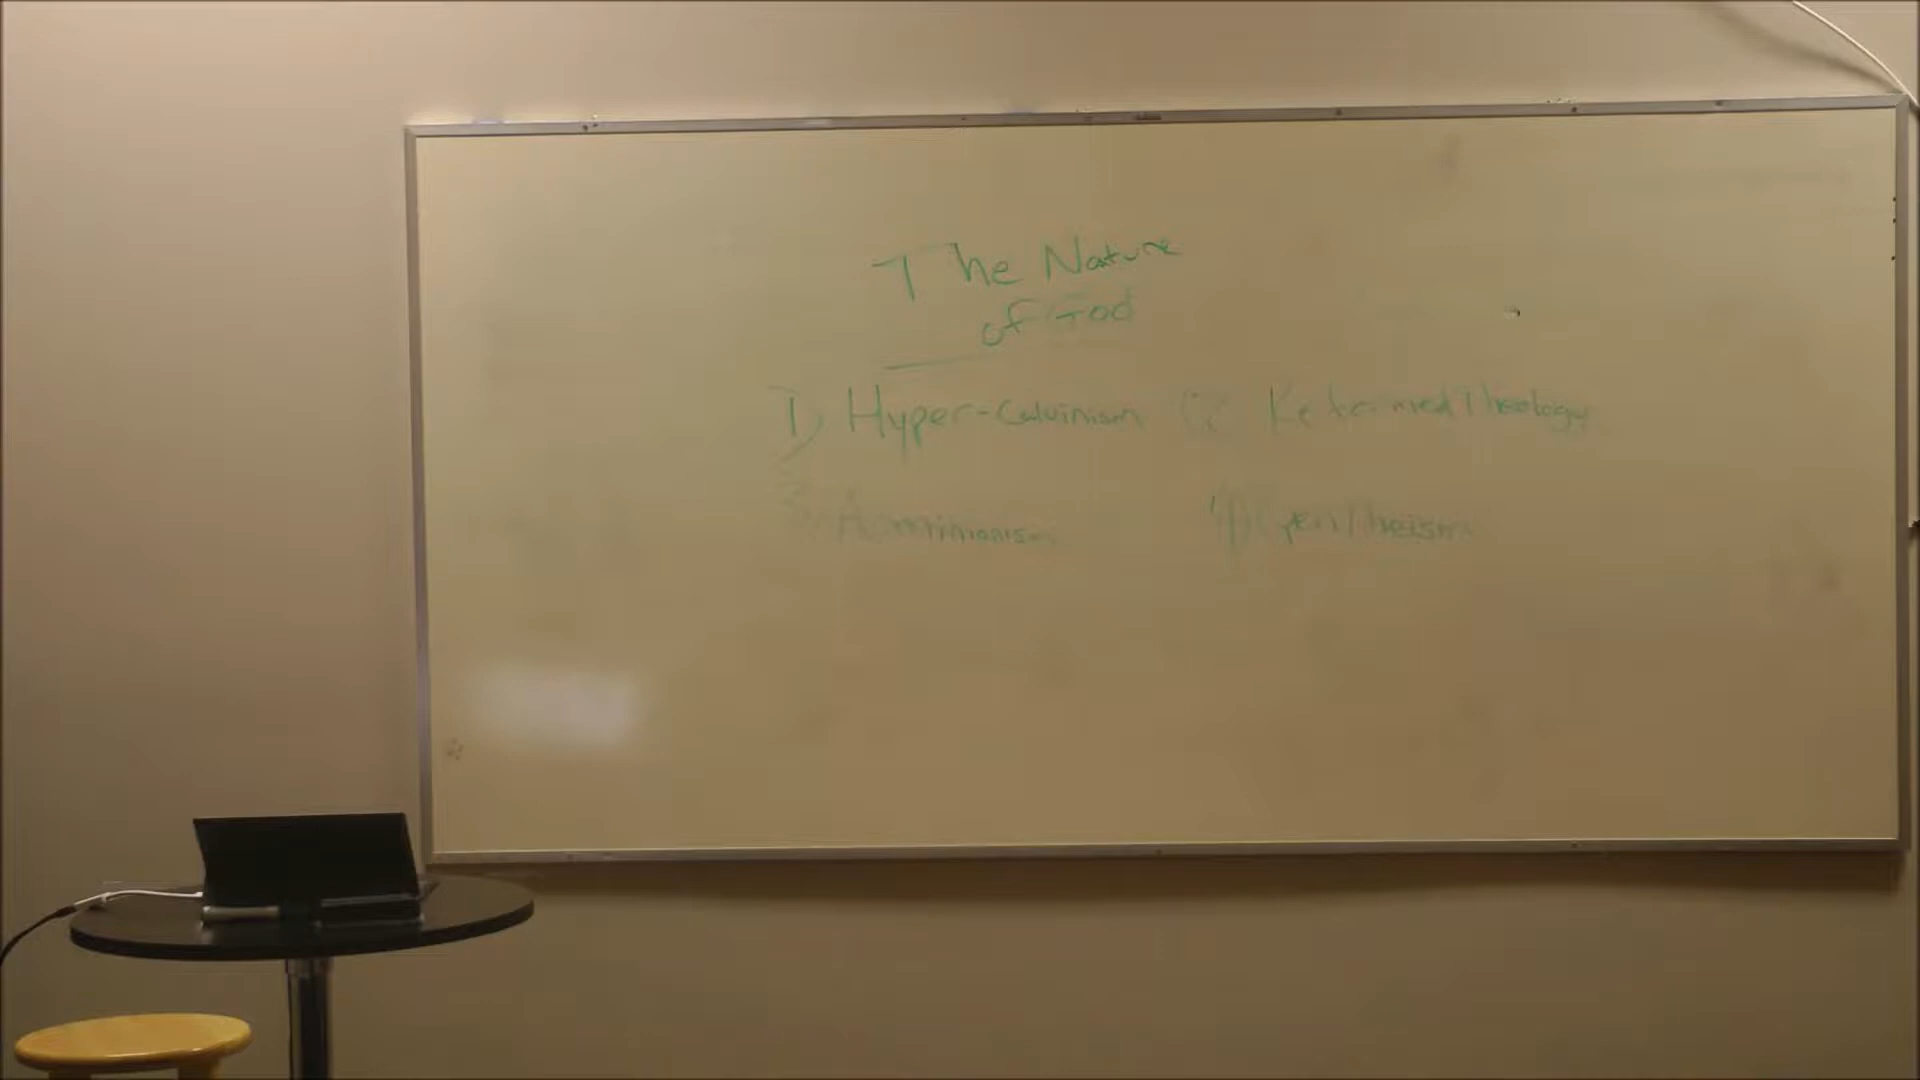 The Nature
of God
1) Hyper-Calvinism 2) Reformed Theology
3) Arminianism 4) Open Theism